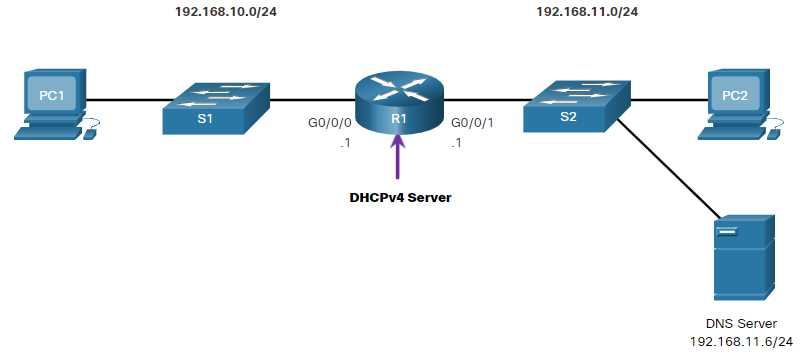 192.168.10.0/24
192.168.11.0/24
PC1
S1
G0/0/0
.1
R1
G0/0/1
.1
S2
PC2
DHCPv4 Server
DNS Server
192.168.11.6/24